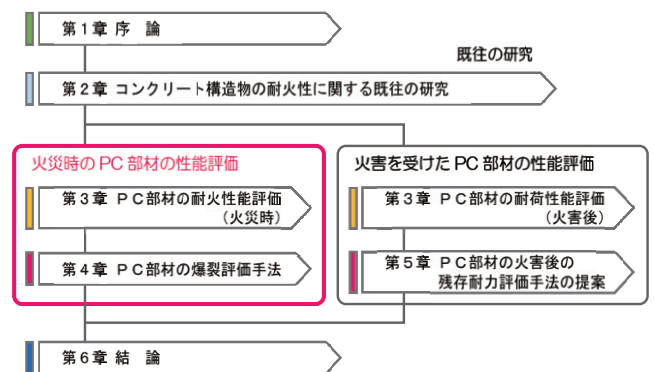 第1章 序 論
既往の研究
第2章 コンクリート構造物の耐火性に関する既往の研究
火災時のPC部材の性能評価
第3章 PC部材の耐火性能評価
(火災時)
第4章 PC部材の爆裂評価手法
火害を受けたPC部材の性能評価
第3章 PC部材の耐荷性能評価
(火害後)
第5章 PC部材の火害後の
残存耐力評価手法の提案
第6章 結 論